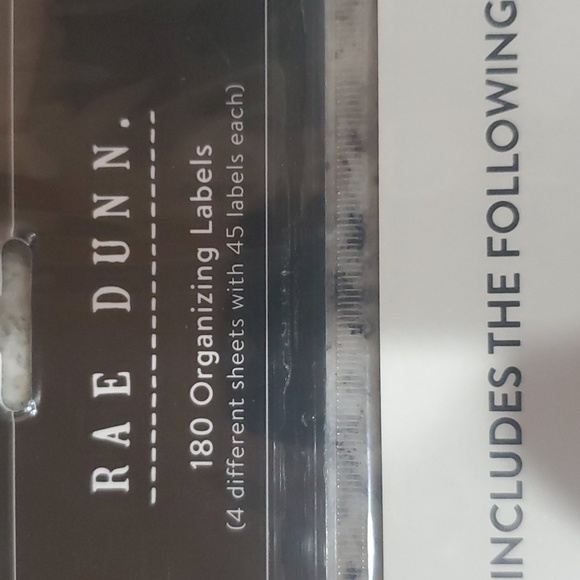 RAE DUNN.
180 Organizing Labels
(4 different sheets with 45 labels each)
INCLUDES THE FOLLOWING